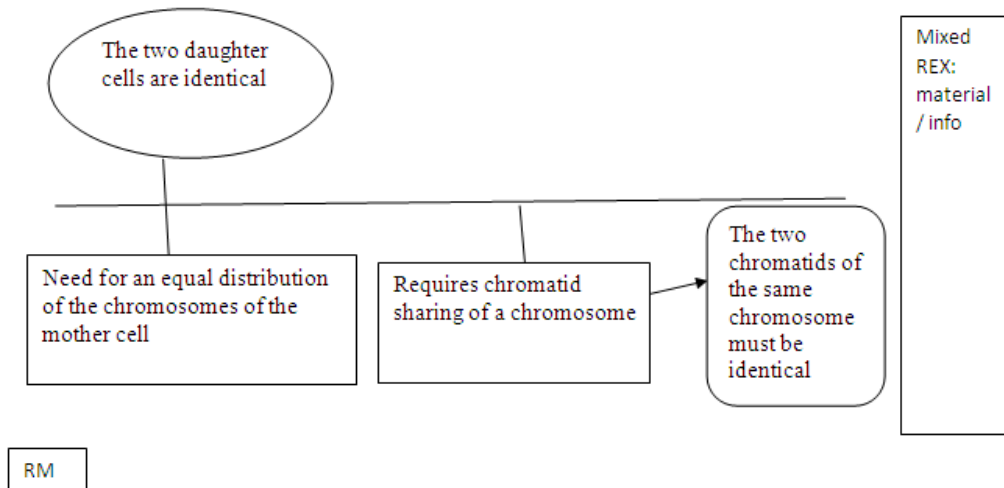 The two daughter
cells are identical
Mixed
REX:
material
/ info
Need for an equal distribution
of the chromosomes of the
mother cell
Requires chromatid
sharing of a chromosome
The two
chromatids of
the same
chromosome
must be
identical
RM